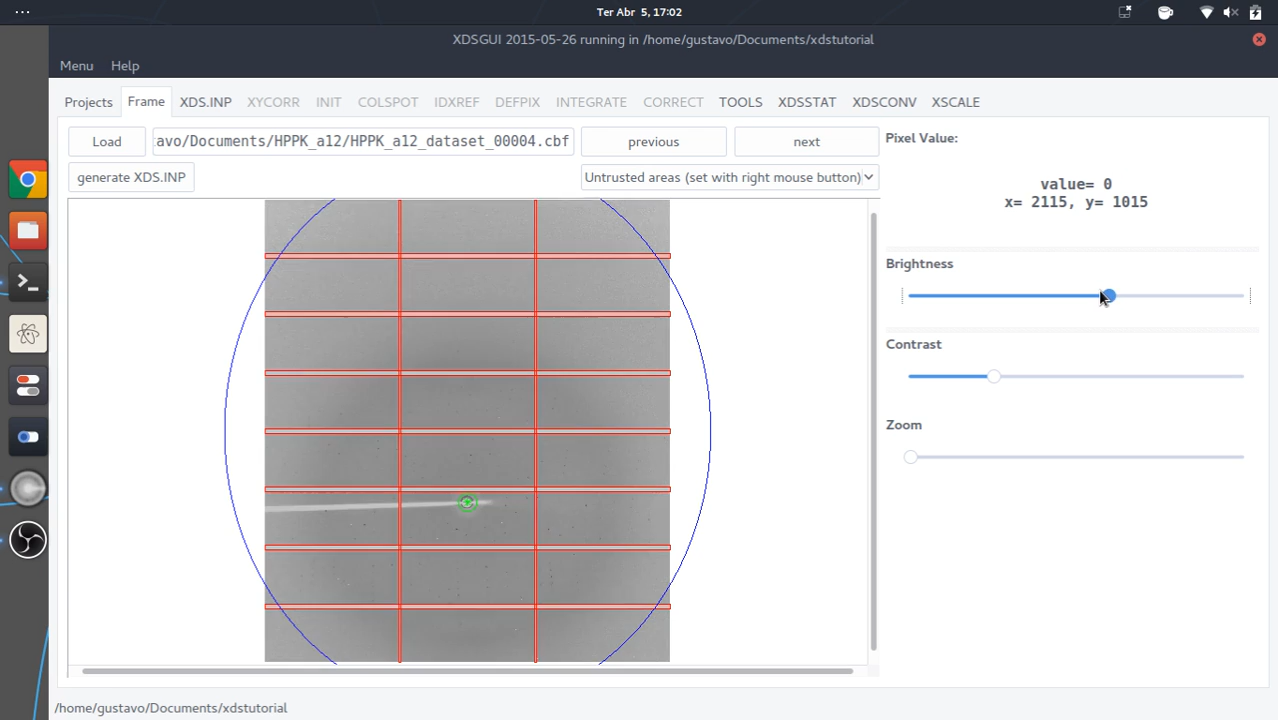 Ter Abr 5, 17:02
XDSGUI 2015-05-26 running in /home/gustavo/Documents/xdstutorial
Menu Help
Projects Frame XDS.INP XYCORR INIT COLSPOT IDXREF DEFPIX INTEGRATE CORRECT TOOLS XDSSTAT XDSCONV XSCALE
Load avo/Documents/HPPK_a12/HPPK_a12_dataset_00004.cbf previous next
Pixel Value:
generate XDS.INP Untrusted areas (set with right mouse button)
value= 0
x= 2115, y= 1015
Brightness
Contrast
Zoom
/home/gustavo/Documents/xdstutorial